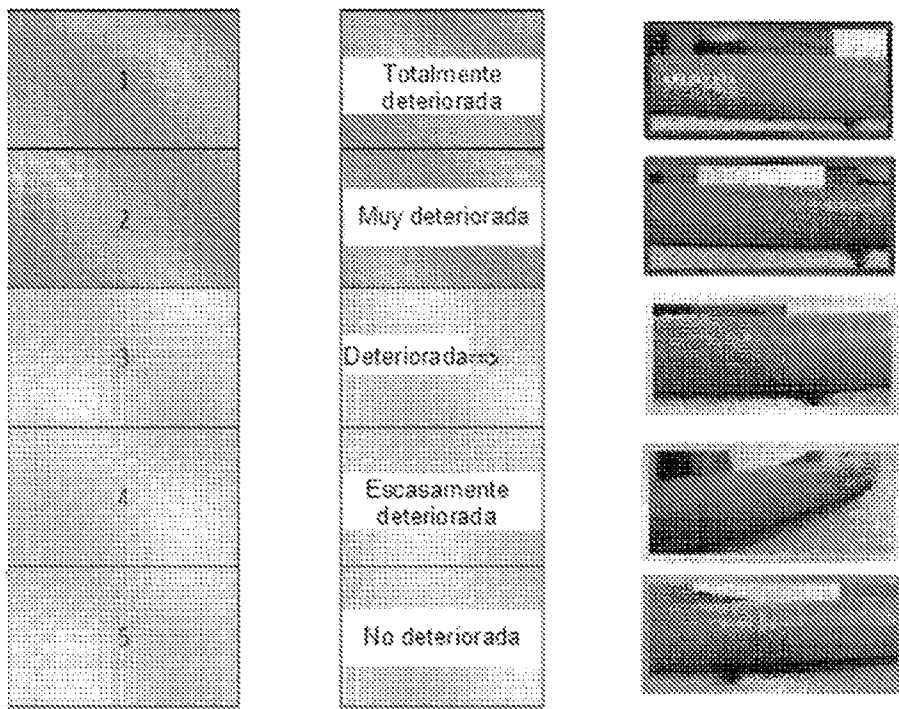 1
Totalmente
deteriorada
2
Muy deteriorada
3
Deteriorada
4
Escasamente
deteriorada
5
No deteriorada